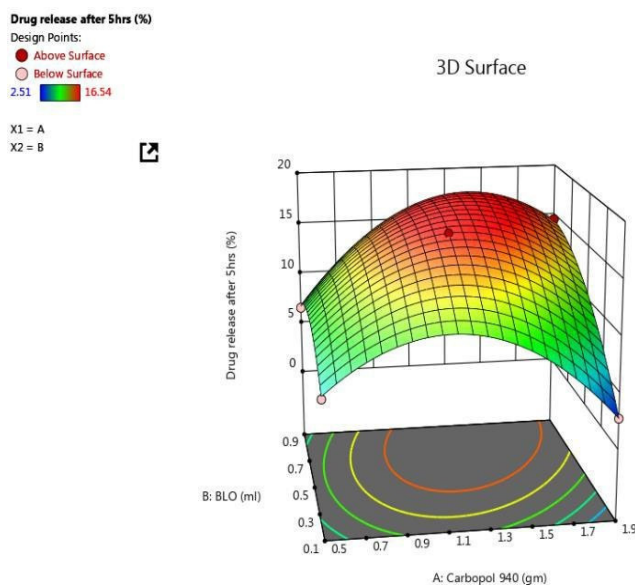 Drug release after 5hrs (%)
Design Points:
Above Surface
Below Surface
2.51 16.54
X1 = A
X2 = B
3D Surface
20
15
10
5
0
Drug release after 5hrs (%)
0.9
0.7
0.5
0.3
0.1
B: BLO (ml)
0.5 0.7 0.9 1.1 1.3 1.5 1.7 1.9
A: Carbopol 940 (gm)